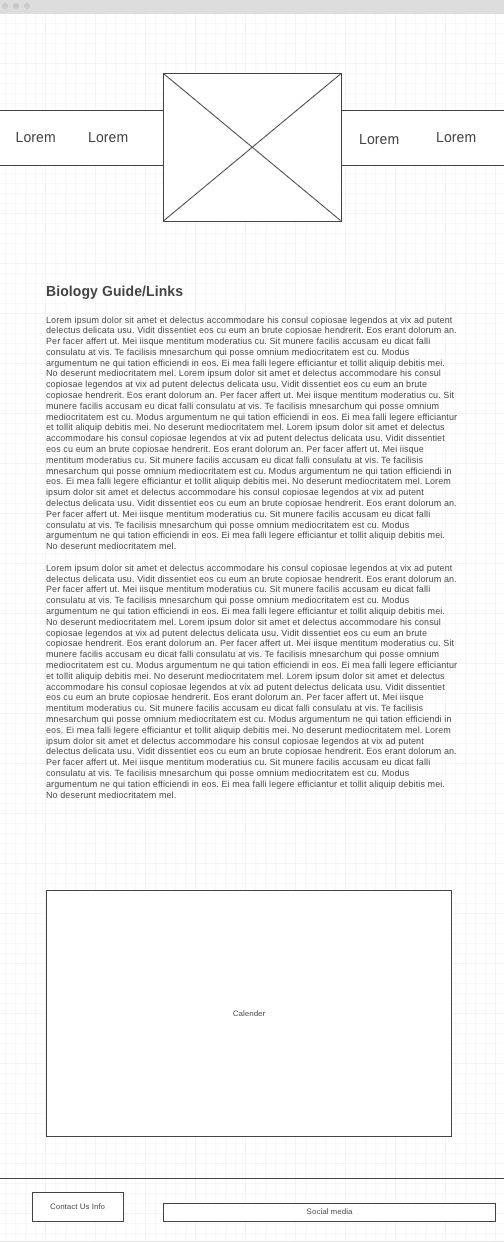 Lorem Lorem Lorem Lorem
Biology Guide/Links
Lorem ipsum dolor sit amet et delectus accommodare his consul copiosae legendos at vix ad putent
delectus delicata usu. Vidit dissentiet eos cu eum an brute copiosae hendrerit. Eos erant dolorum an.
Per facer affert ut. Mei iisque mentitum moderatius cu. Sit munere facilis accusam eu dicat falli
consulatu at vis. Te facilisis mnesarchum qui posse omnium mediocritatem est cu. Modus
argumentum ne qui tation efficiendi in eos. Ei mea falli legere efficiantur et tollit aliquip debitis mei.
No deserunt mediocritatem mel. Lorem ipsum dolor sit amet et delectus accommodare his consul
copiosae legendos at vix ad putent delectus delicata usu. Vidit dissentiet eos cu eum an brute
copiosae hendrerit. Eos erant dolorum an. Per facer affert ut. Mei iisque mentitum moderatius cu. Sit
munere facilis accusam eu dicat falli consulatu at vis. Te facilisis mnesarchum qui posse omnium
mediocritatem est cu. Modus argumentum ne qui tation efficiendi in eos. Ei mea falli legere efficiantur
et tollit aliquip debitis mei. No deserunt mediocritatem mel. Lorem ipsum dolor sit amet et delectus
accommodare his consul copiosae legendos at vix ad putent delectus delicata usu. Vidit dissentiet
eos cu eum an brute copiosae hendrerit. Eos erant dolorum an. Per facer affert ut. Mei iisque
mentitum moderatius cu. Sit munere facilis accusam eu dicat falli consulatu at vis. Te facilisis
mnesarchum qui posse omnium mediocritatem est cu. Modus argumentum ne qui tation efficiendi in
eos. Ei mea falli legere efficiantur et tollit aliquip debitis mei. No deserunt mediocritatem mel. Lorem
ipsum dolor sit amet et delectus accommodare his consul copiosae legendos at vix ad putent
delectus delicata usu. Vidit dissentiet eos cu eum an brute copiosae hendrerit. Eos erant dolorum an.
Per facer affert ut. Mei iisque mentitum moderatius cu. Sit munere facilis accusam eu dicat falli
consulatu at vis. Te facilisis mnesarchum qui posse omnium mediocritatem est cu. Modus
argumentum ne qui tation efficiendi in eos. Ei mea falli legere efficiantur et tollit aliquip debitis mei.
No deserunt mediocritatem mel.
Lorem ipsum dolor sit amet et delectus accommodare his consul copiosae legendos at vix ad putent
delectus delicata usu. Vidit dissentiet eos cu eum an brute copiosae hendrerit. Eos erant dolorum an.
Per facer affert ut. Mei iisque mentitum moderatius cu. Sit munere facilis accusam eu dicat falli
consulatu at vis. Te facilisis mnesarchum qui posse omnium mediocritatem est cu. Modus
argumentum ne qui tation efficiendi in eos. Ei mea falli legere efficiantur et tollit aliquip debitis mei.
No deserunt mediocritatem mel. Lorem ipsum dolor sit amet et delectus accommodare his consul
copiosae legendos at vix ad putent delectus delicata usu. Vidit dissentiet eos cu eum an brute
copiosae hendrerit. Eos erant dolorum an. Per facer affert ut. Mei iisque mentitum moderatius cu. Sit
munere facilis accusam eu dicat falli consulatu at vis. Te facilisis mnesarchum qui posse omnium
mediocritatem est cu. Modus argumentum ne qui tation efficiendi in eos. Ei mea falli legere efficiantur
et tollit aliquip debitis mei. No deserunt mediocritatem mel. Lorem ipsum dolor sit amet et delectus
accommodare his consul copiosae legendos at vix ad putent delectus delicata usu. Vidit dissentiet
eos cu eum an brute copiosae hendrerit. Eos erant dolorum an. Per facer affert ut. Mei iisque
mentitum moderatius cu. Sit munere facilis accusam eu dicat falli consulatu at vis. Te facilisis
mnesarchum qui posse omnium mediocritatem est cu. Modus argumentum ne qui tation efficiendi in
eos. Ei mea falli legere efficiantur et tollit aliquip debitis mei. No deserunt mediocritatem mel. Lorem
ipsum dolor sit amet et delectus accommodare his consul copiosae legendos at vix ad putent
delectus delicata usu. Vidit dissentiet eos cu eum an brute copiosae hendrerit. Eos erant dolorum an.
Per facer affert ut. Mei iisque mentitum moderatius cu. Sit munere facilis accusam eu dicat falli
consulatu at vis. Te facilisis mnesarchum qui posse omnium mediocritatem est cu. Modus
argumentum ne qui tation efficiendi in eos. Ei mea falli legere efficiantur et tollit aliquip debitis mei.
No deserunt mediocritatem mel.
Calender
Contact Us Info
Social media